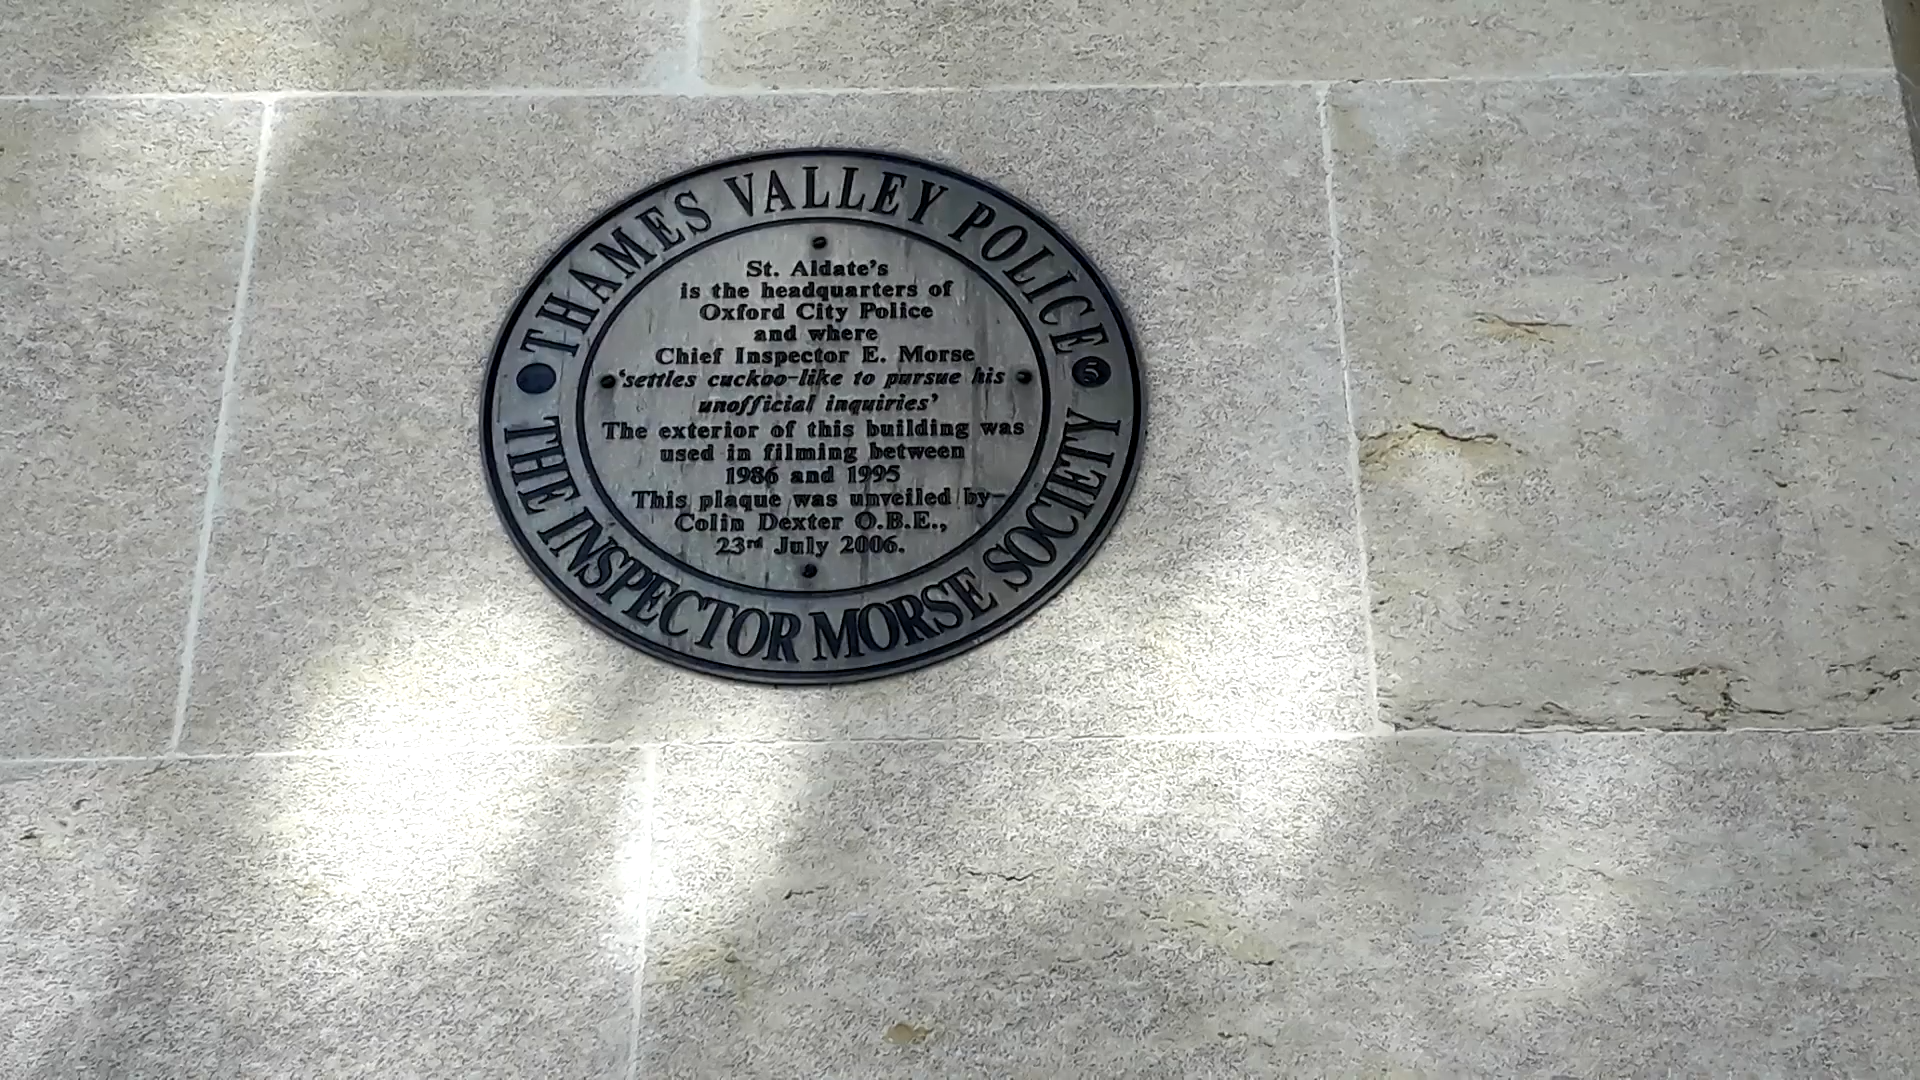 THAMES VALLEY POLICE
St. Aldate's
is the headquarters of
Oxford City Police
and where
Chief Inspector E. Morse
'settles cuckoo-like to pursue his
unofficial inquiries'
The exterior of this building was
used in filming between
1986 and 1995
This plaque was unveiled by-
Colin Dexter O.B.E.,
23rd July 2006.
5
THE INSPECTOR MORSE SOCIETY